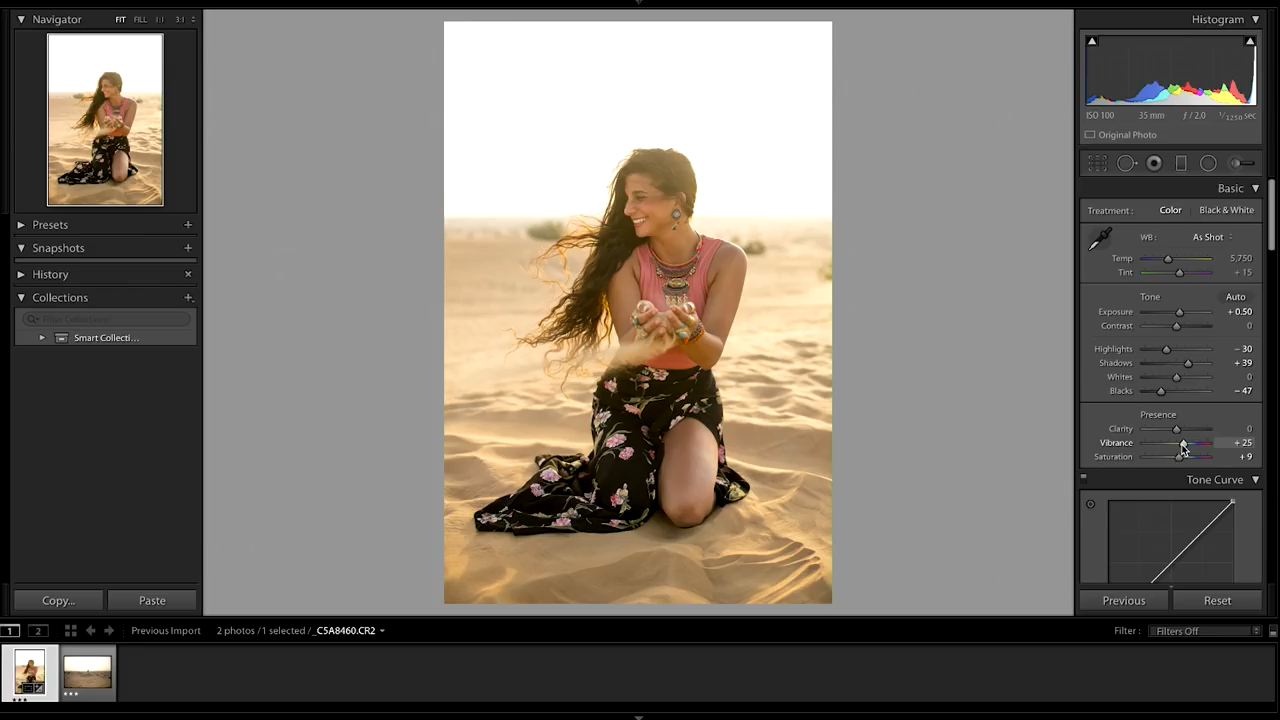 Navigator FIT FILL 1:1 3:1
Presets
Snapshots
History
Collections
Filter Collections
Smart Collecti...
Copy...
Paste
Histogram
ISO 100 35 mm ƒ / 2.0 1/1250 sec
Original Photo
Basic
Treatment : Color Black & White
WB : As Shot
Temp 5,750
Tint + 15
Tone Auto
Exposure + 0.50
Contrast 0
Highlights – 30
Shadows + 39
Whites 0
Blacks – 47
Presence
Clarity 0
Vibrance + 25
Saturation + 9
Tone Curve
Previous
Reset
1 2 Previous Import 2 photos / 1 selected / _C5A8460.CR2
Filter : Filters Off